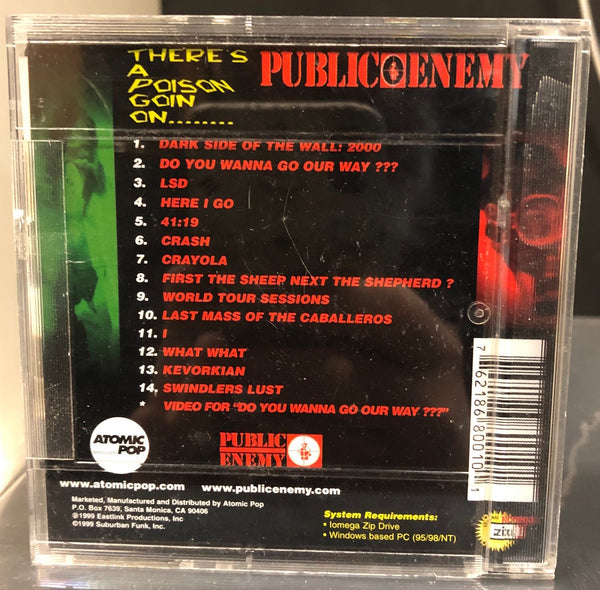 THERE'S
A
POISON
GOIN
ON........
PUBLIC ENEMY
1. DARK SIDE OF THE WALL: 2000
2. DO YOU WANNA GO OUR WAY ???
3. LSD
4. HERE I GO
5. 41:19
6. CRASH
7. CRAYOLA
8. FIRST THE SHEEP NEXT THE SHEPHERD ?
9. WORLD TOUR SESSIONS
10. LAST MASS OF THE CABALLEROS
11. I
12. WHAT WHAT
13. KEVORKIAN
14. SWINDLERS LUST
* VIDEO FOR "DO YOU WANNA GO OUR WAY ???"
ATOMIC
POP
PUBLIC
ENEMY
www.atomicpop.com www.publicenemy.com
Marketed, Manufactured and Distributed by Atomic Pop
P.O. Box 7639, Santa Monica, CA 90406
℗1999 Eastlink Productions, Inc
©1999 Suburban Funk, Inc.
System Requirements:
• Iomega Zip Drive
• Windows based PC (95/98/NT)
7 62186 80010 1